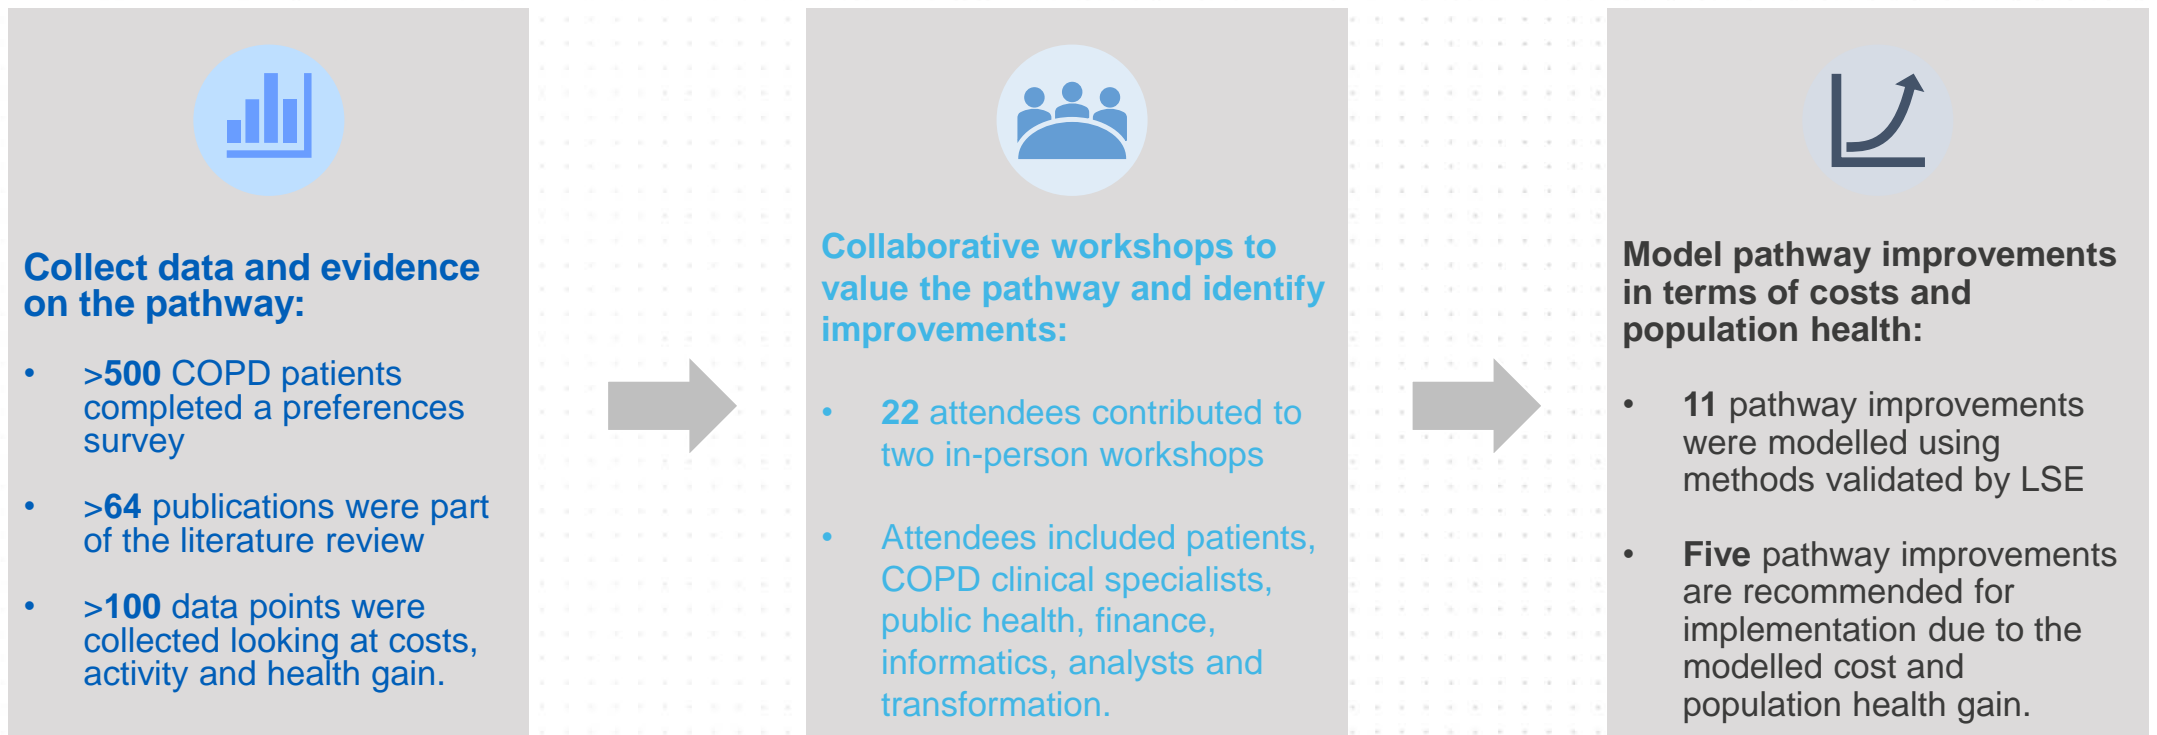 Collect data and evidence
on the pathway:
• >500 COPD patients
completed a preferences
survey
• >64 publications were part
of the literature review
• >100 data points were
collected looking at costs,
activity and health gain.
Collaborative workshops to
value the pathway and identify
improvements:
• 22 attendees contributed to
two in-person workshops
• Attendees included patients,
COPD clinical specialists,
public health, finance,
informatics, analysts and
transformation.
Model pathway improvements
in terms of costs and
population health:
• 11 pathway improvements
were modelled using
methods validated by LSE
• Five pathway improvements
are recommended for
implementation due to the
modelled cost and
population health gain.